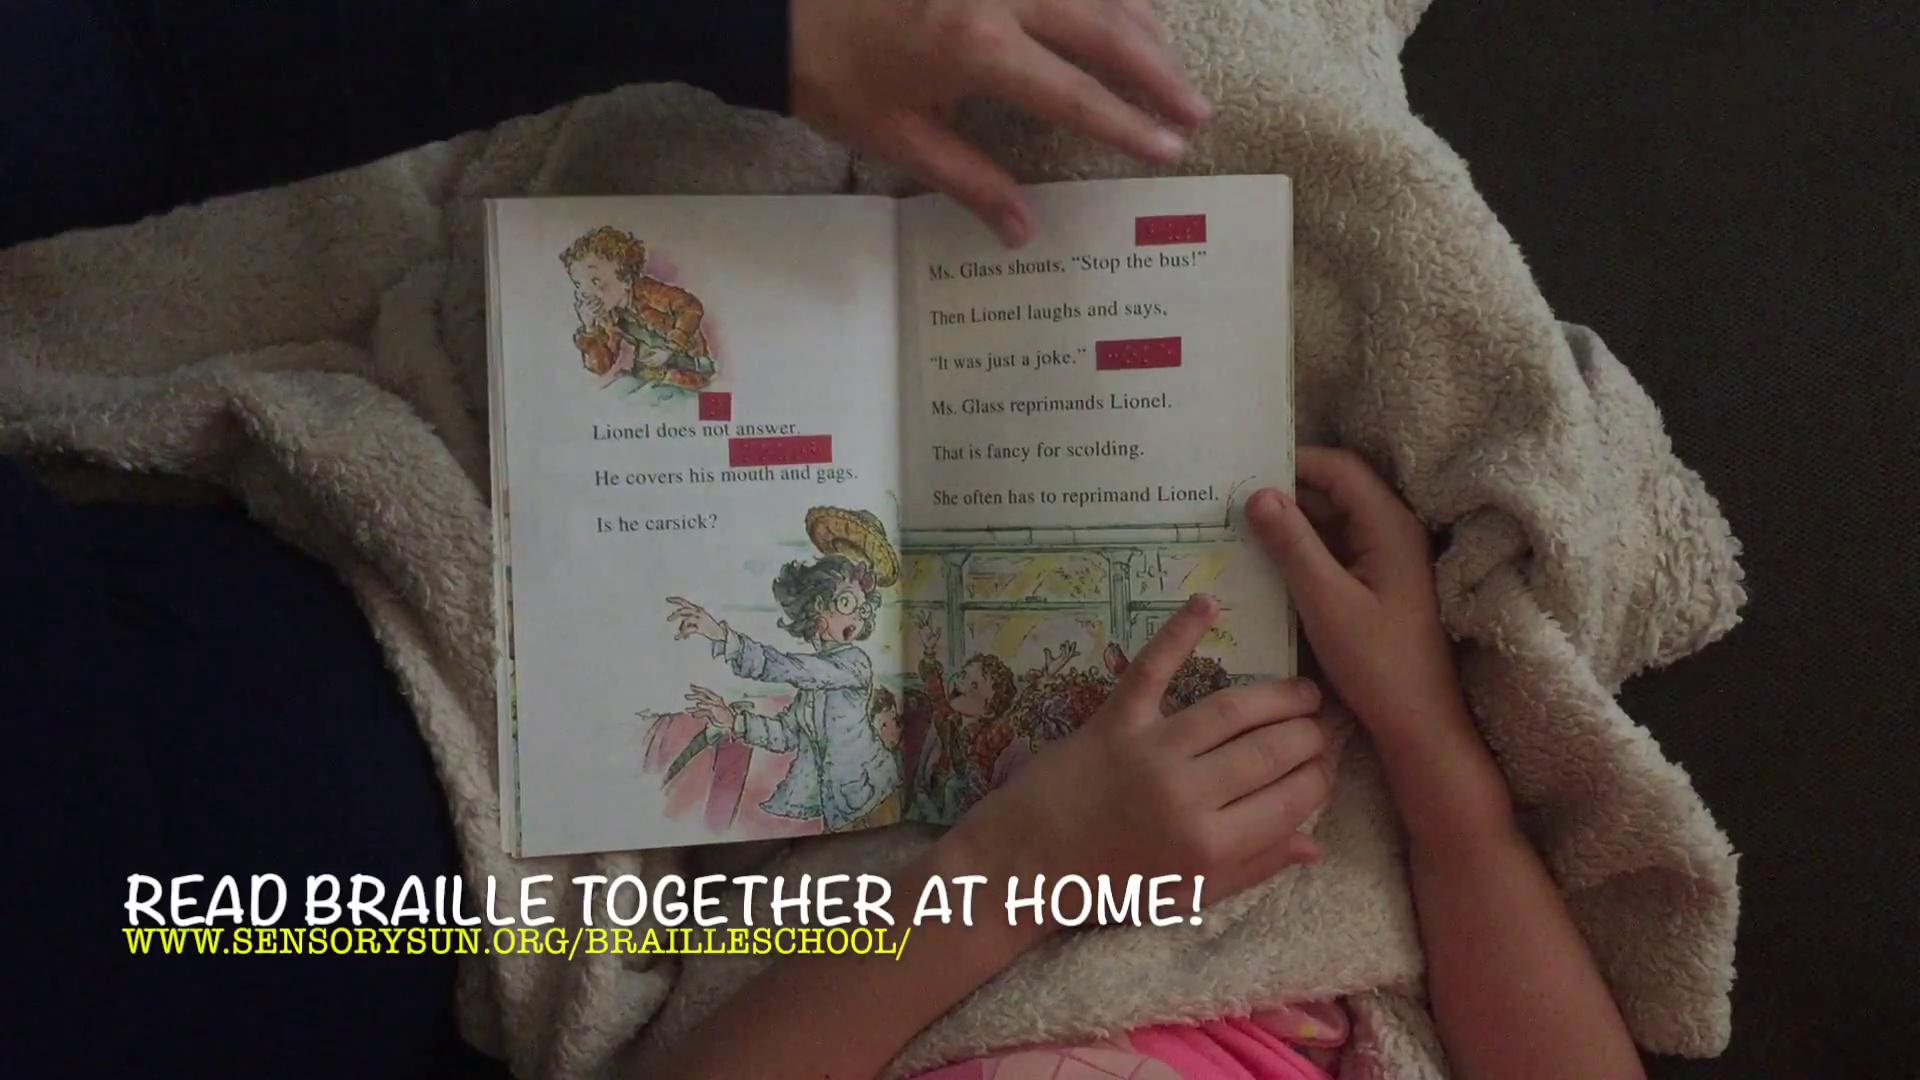 Lionel does not answer.
He covers his mouth and gags.
Is he carsick?
Ms. Glass shouts, “Stop the bus!”
Then Lionel laughs and says,
“It was just a joke.”
Ms. Glass reprimands Lionel.
That is fancy for scolding.
She often has to reprimand Lionel.
READ BRAILLE TOGETHER AT HOME!
WWW.SENSORYSUN.ORG/BRAILLESCHOOL/